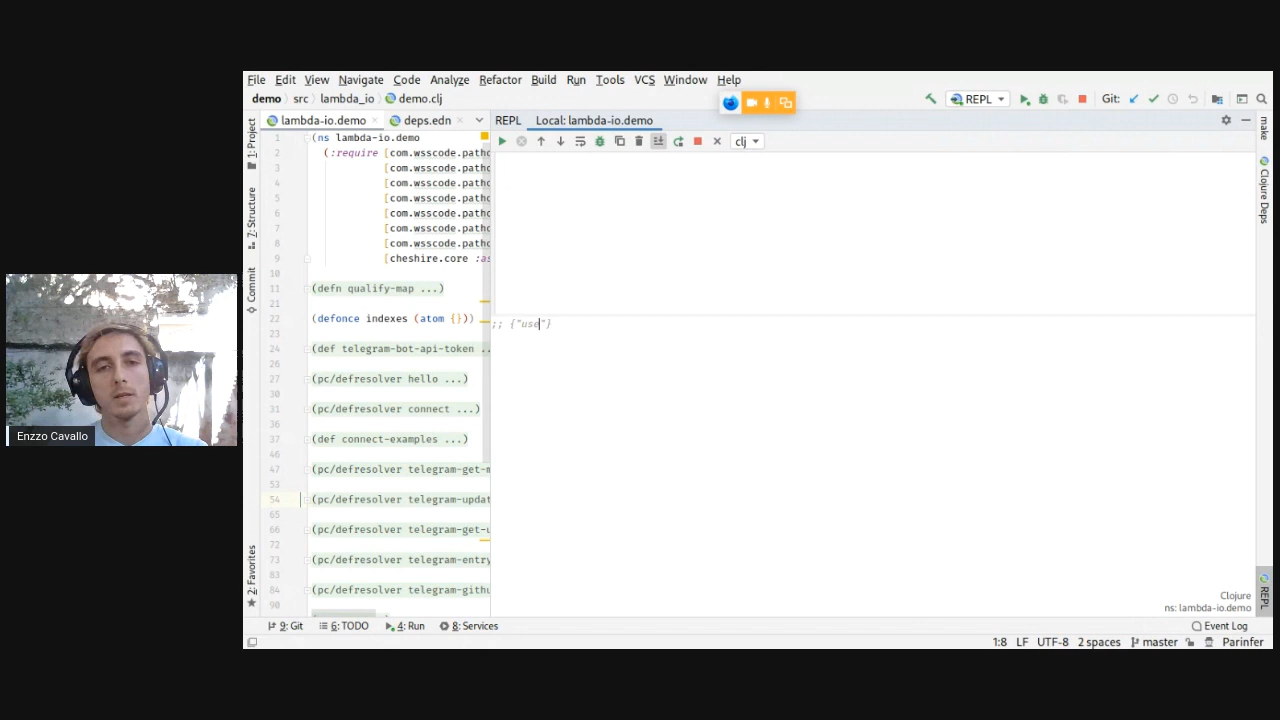 File Edit View Navigate Code Analyze Refactor Build Run Tools VCS Window Help
demo src lambda_io demo.clj
REPL Git:
lambda-io.demo deps.edn REPL Local: lambda-io.demo
clj
1 (ns lambda-io.demo
2 (:require [com.wsscode.patho
3 [com.wsscode.patho
4 [com.wsscode.patho
5 [com.wsscode.patho
6 [com.wsscode.patho
7 [com.wsscode.patho
8 [com.wsscode.patho
9 [cheshire.core :as
10
11 (defn qualify-map ...)
21
22 (defonce indexes (atom {}))
23
24 (def telegram-bot-api-token ..
26
27 (pc/defresolver hello ...)
30
31 (pc/defresolver connect ...)
36
37 (def connect-examples ...)
46
47 (pc/defresolver telegram-get-m
53
54 (pc/defresolver telegram-updat
65
66 (pc/defresolver telegram-get-u
72
73 (pc/defresolver telegram-entry
83
84 (pc/defresolver telegram-githu
90
;; {"use"}
1: Project
7: Structure
Commit
2: Favorites
make
Clojure Deps
REPL
Enzzo Cavallo
Clojure
ns: lambda-io.demo
9: Git 6: TODO 4: Run 8: Services Event Log
1:8 LF UTF-8 2 spaces master Parinfer